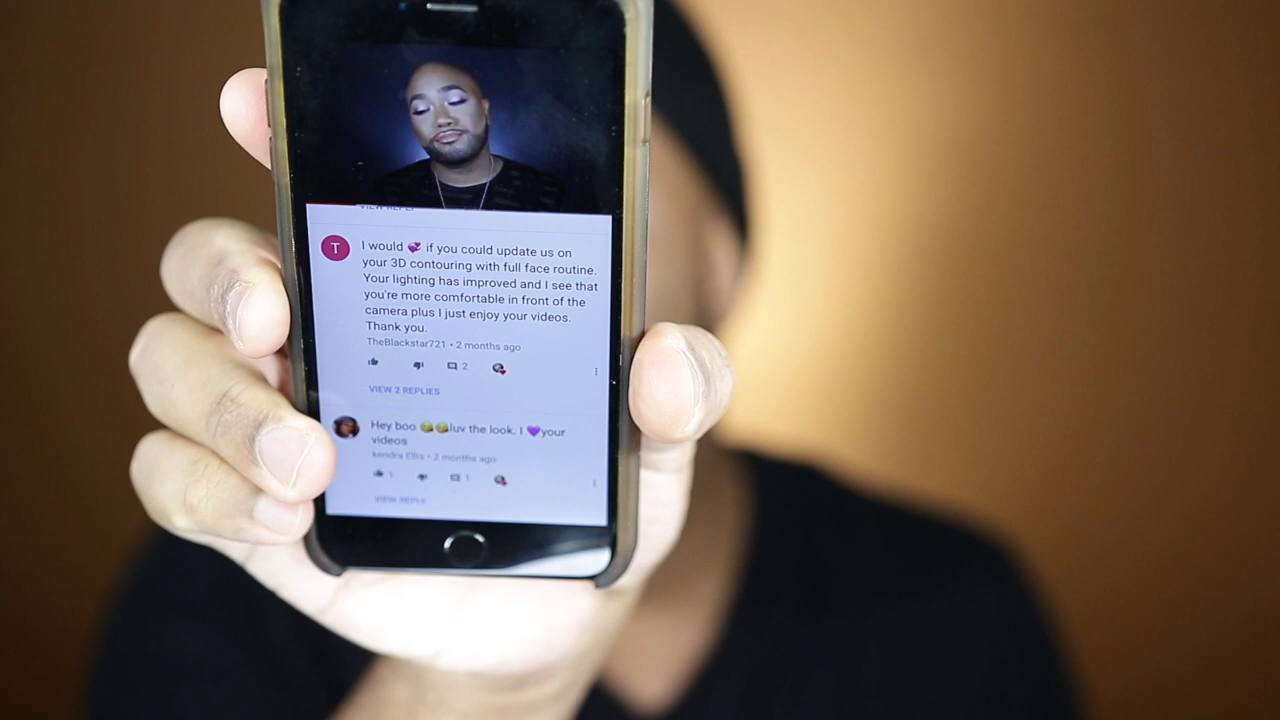 VIEW REPLY
T
I would 💞 if you could update us on
your 3D contouring with full face routine.
Your lighting has improved and I see that
you're more comfortable in front of the
camera plus I just enjoy your videos.
Thank you.
TheBlackstar721 • 2 months ago
2
VIEW 2 REPLIES
Hey boo 😘😘luv the look. I 💜your
videos
kendra Ellis • 2 months ago
1 1
VIEW REPLY